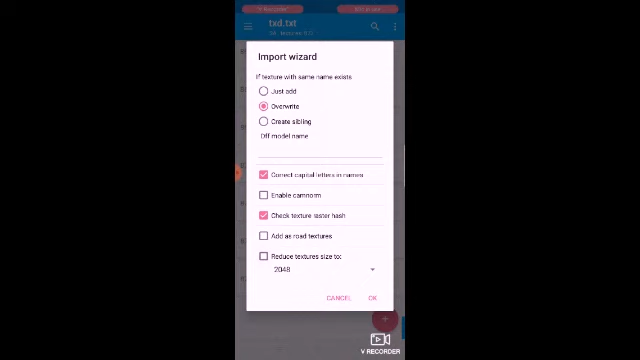 V Recorder
txd.txt
Import wizard
If texture with same name exists
Just add
Overwrite
Create sibling
Dff model name
Correct capital letters in names
Enable camnorm
Check texture raster hash
Add as road textures
Reduce textures size to:
2048
CANCEL
OK
V RECORDER